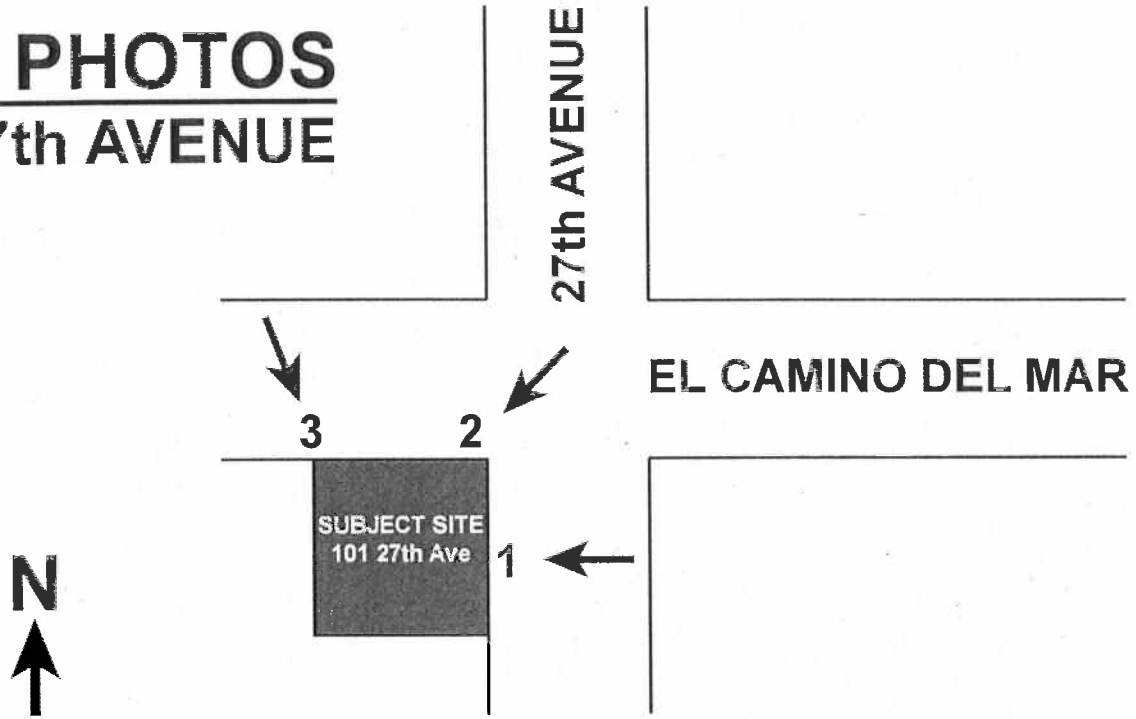 PHOTOS
7th AVENUE
27th AVENUE
EL CAMINO DEL MAR
3
2
SUBJECT SITE
101 27th Ave
1
N